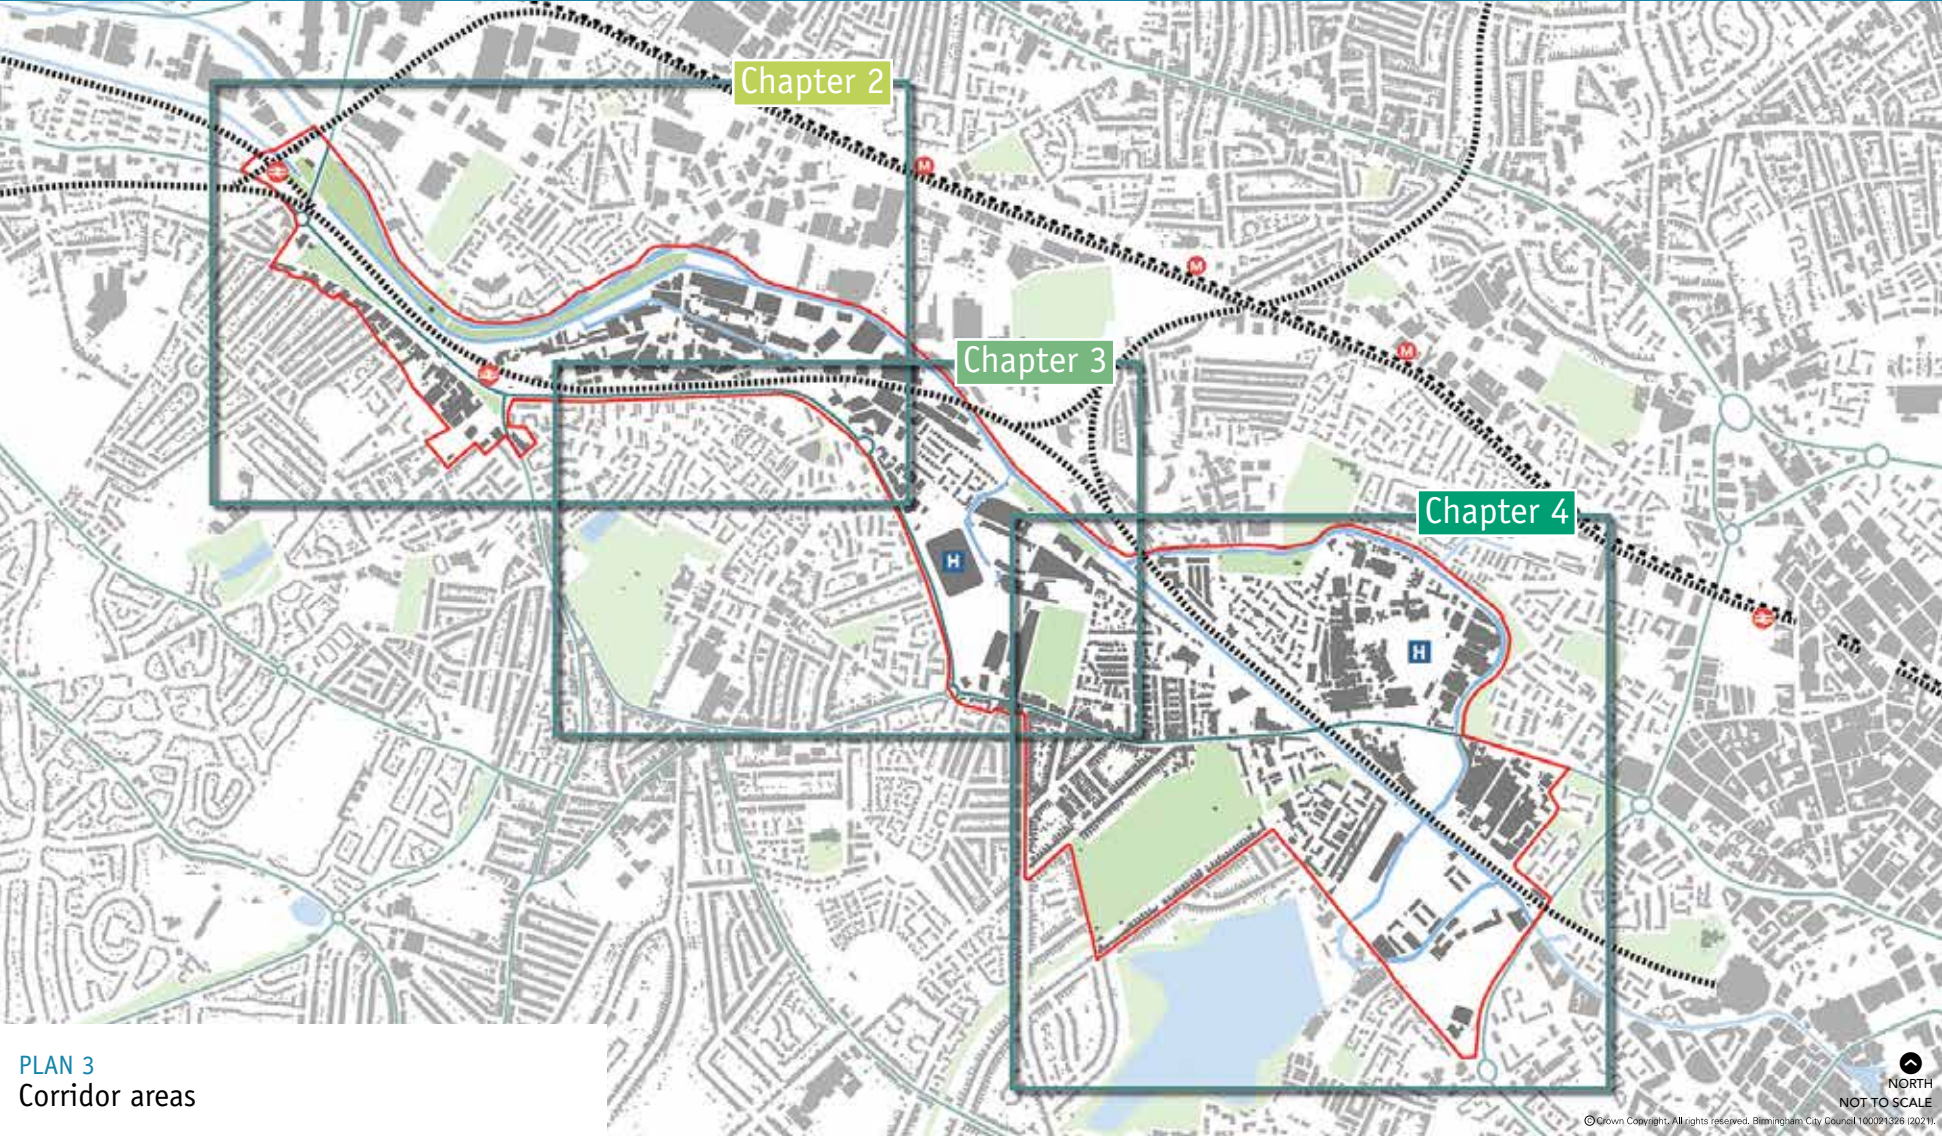 Chapter 2
M
M
Chapter 3
M
Chapter 4
H
H
PLAN 3
Corridor areas
NORTH
NOT TO SCALE
© Crown Copyright. All rights reserved. Birmingham City Council 100021326 (2021).